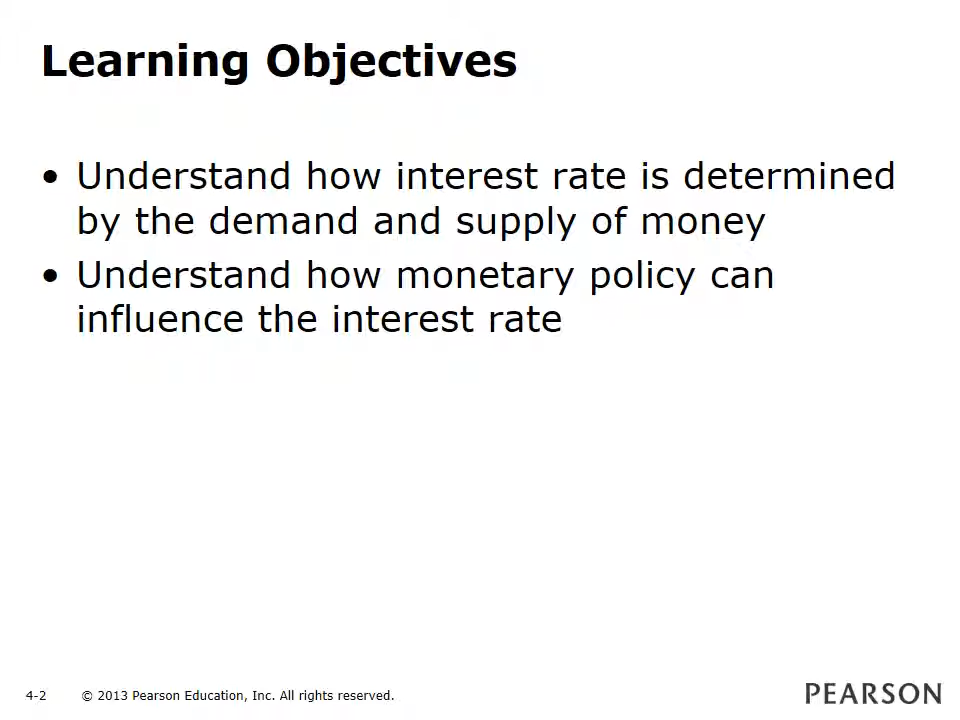 Learning Objectives
• Understand how interest rate is determined
by the demand and supply of money
• Understand how monetary policy can
influence the interest rate
4-2 © 2013 Pearson Education, Inc. All rights reserved.
PEARSON